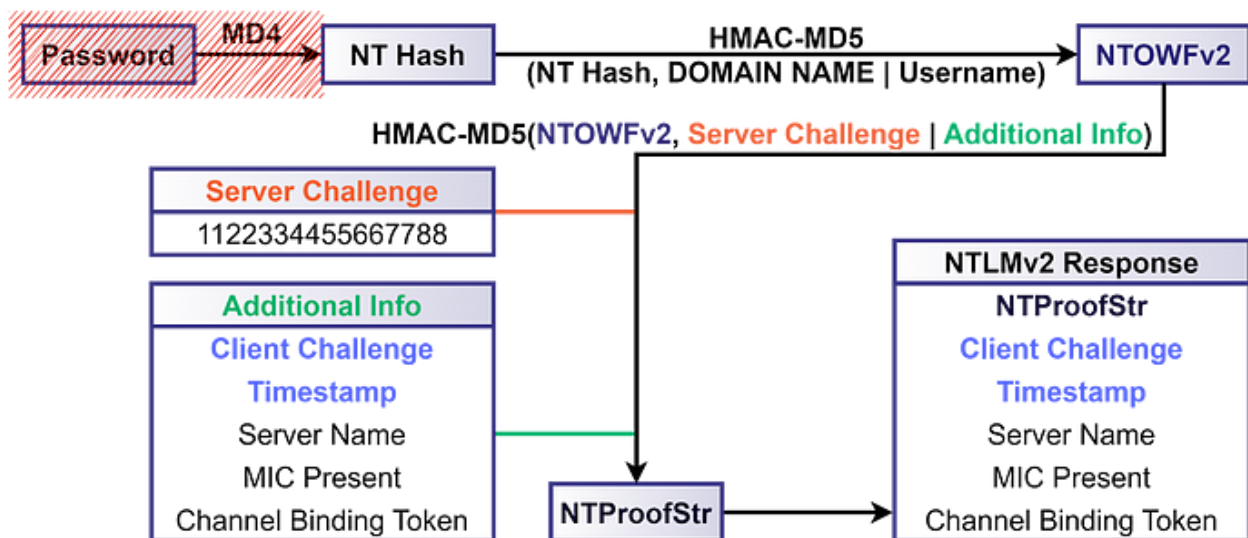 Password
MD4
NT Hash
HMAC-MD5
(NT Hash, DOMAIN NAME | Username)
NTOWFv2
HMAC-MD5(NTOWFv2, Server Challenge | Additional Info)
Server Challenge
1122334455667788
Additional Info
Client Challenge
Timestamp
Server Name
MIC Present
Channel Binding Token
NTProofStr
NTLMv2 Response
NTProofStr
Client Challenge
Timestamp
Server Name
MIC Present
Channel Binding Token